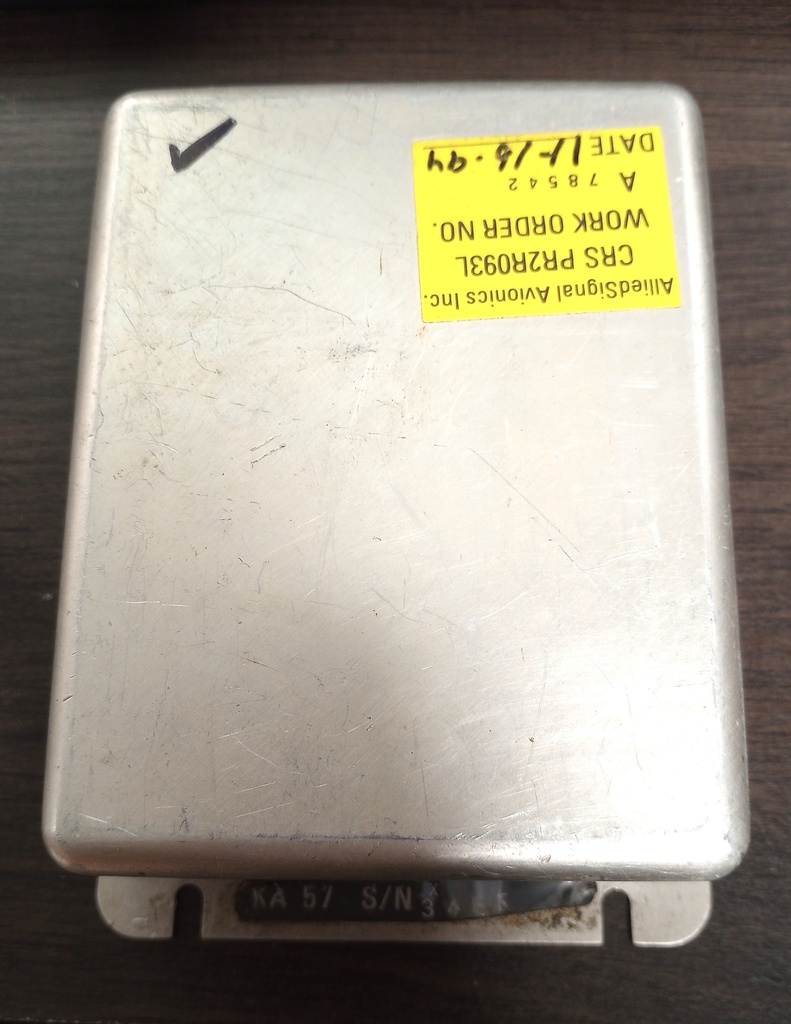 AlliedSignal Avionics Inc.
CRS PR2R093L
WORK ORDER NO.
A 78542
DATE 11-16-94
KA 57 S/N